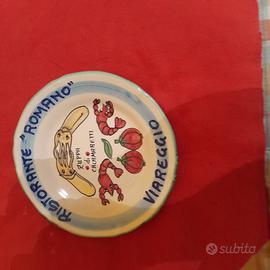 RISTORANTE "ROMANO"
ZUPPA
di
CALAMARETTI
VIAREGGIO
subito